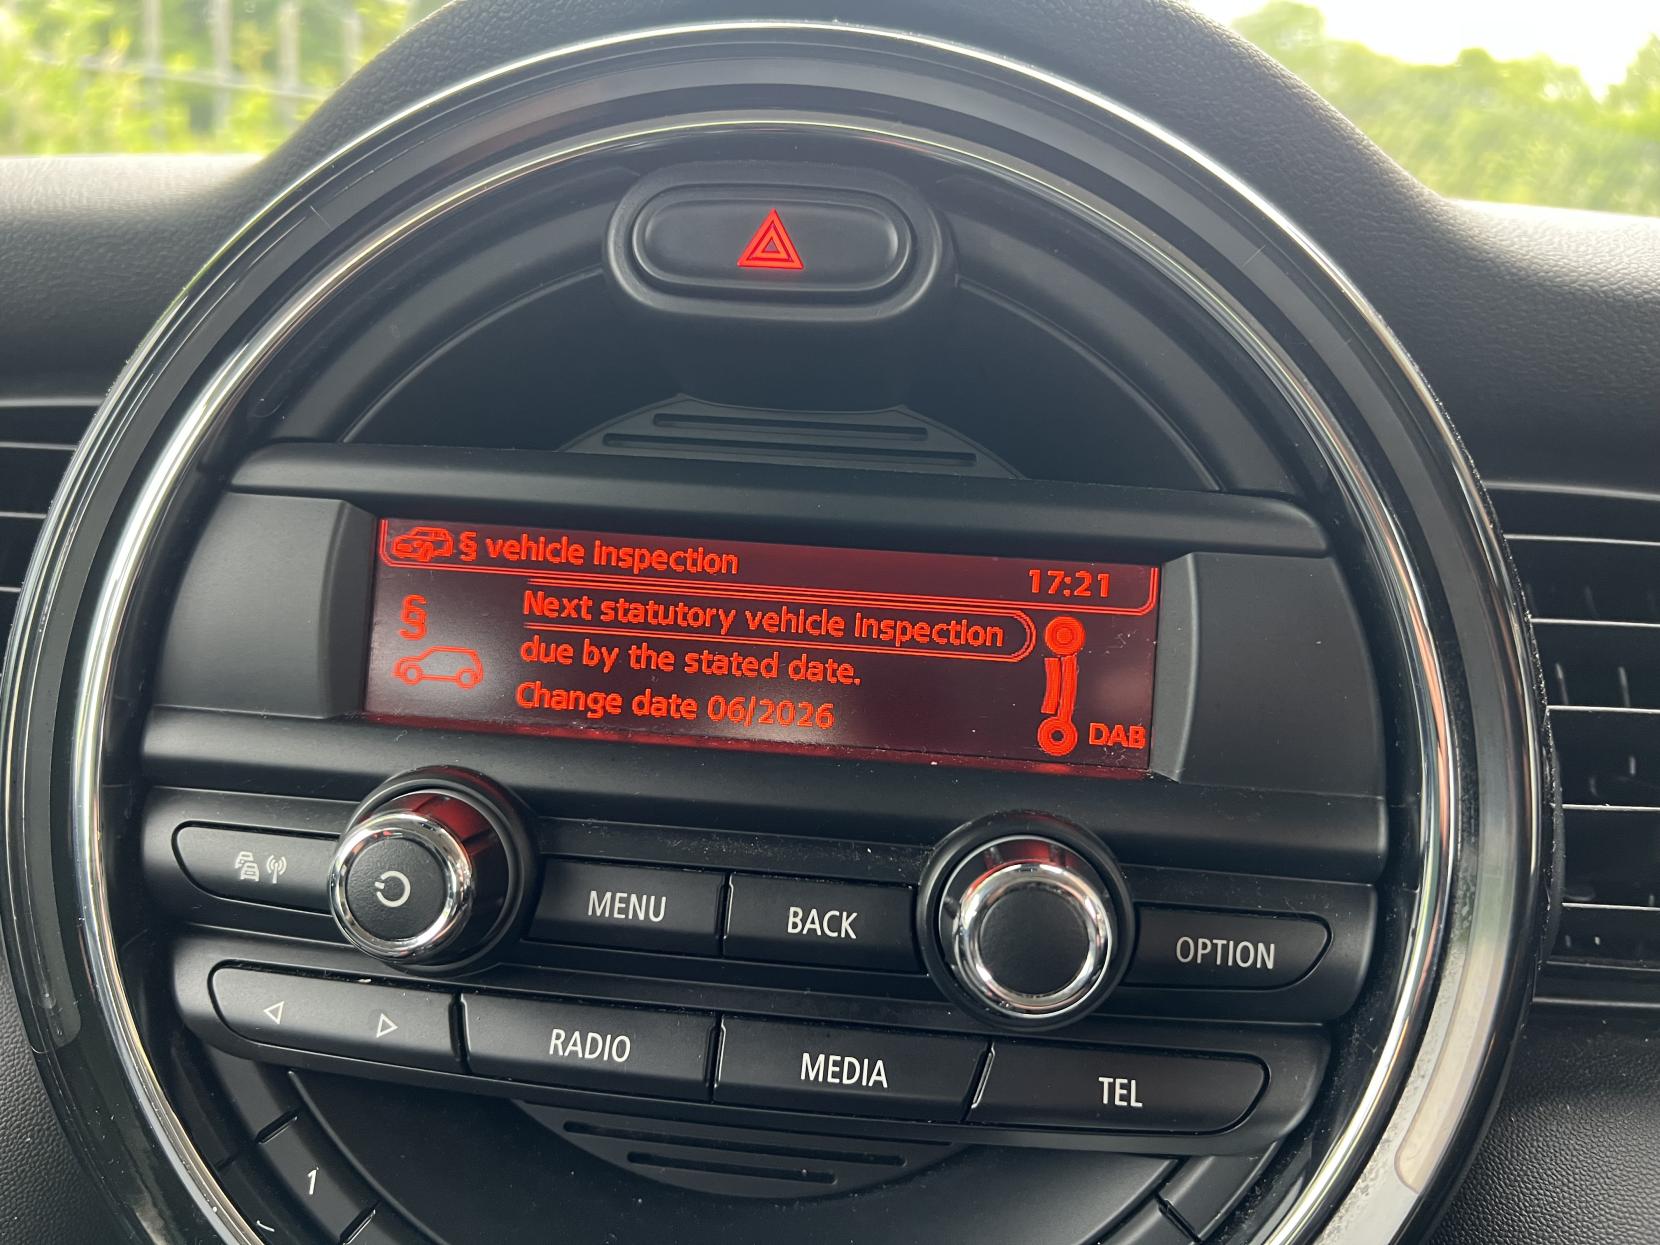 § vehicle inspection
17:21
Next statutory vehicle inspection
due by the stated date.
Change date 06/2026
DAB
MENU
BACK
OPTION
RADIO
MEDIA
TEL
1